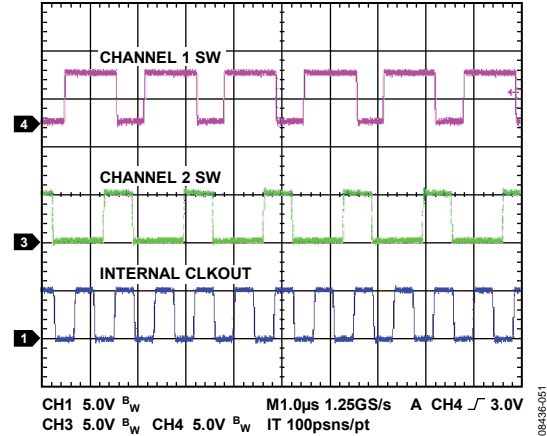 CHANNEL 1 SW
4
CHANNEL 2 SW
3
INTERNAL CLKOUT
1
CH1 5.0V BW M1.0µs 1.25GS/s A CH4 3.0V
CH3 5.0V BW CH4 5.0V BW IT 100psns/pt
08436-051